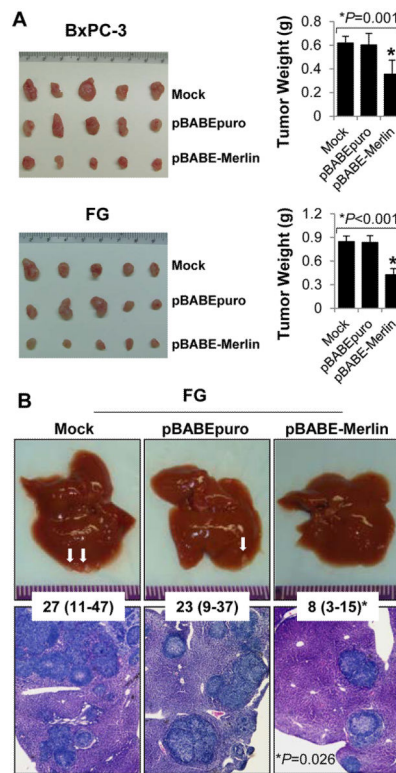 A
BxPC-3
Mock
pBABEpuro
pBABE-Merlin
*P=0.001
Tumor Weight (g)
0.8
0.6
0.4
0.2
0
*
Mock
pBABEpuro
pBABE-Merlin
FG
Mock
pBABEpuro
pBABE-Merlin
*P<0.001
Tumor Weight (g)
1.2
0.9
0.6
0.3
0
*
Mock
pBABEpuro
pBABE-Merlin
B
FG
Mock pBABEpuro pBABE-Merlin
27 (11-47) 23 (9-37) 8 (3-15)*
*P=0.026